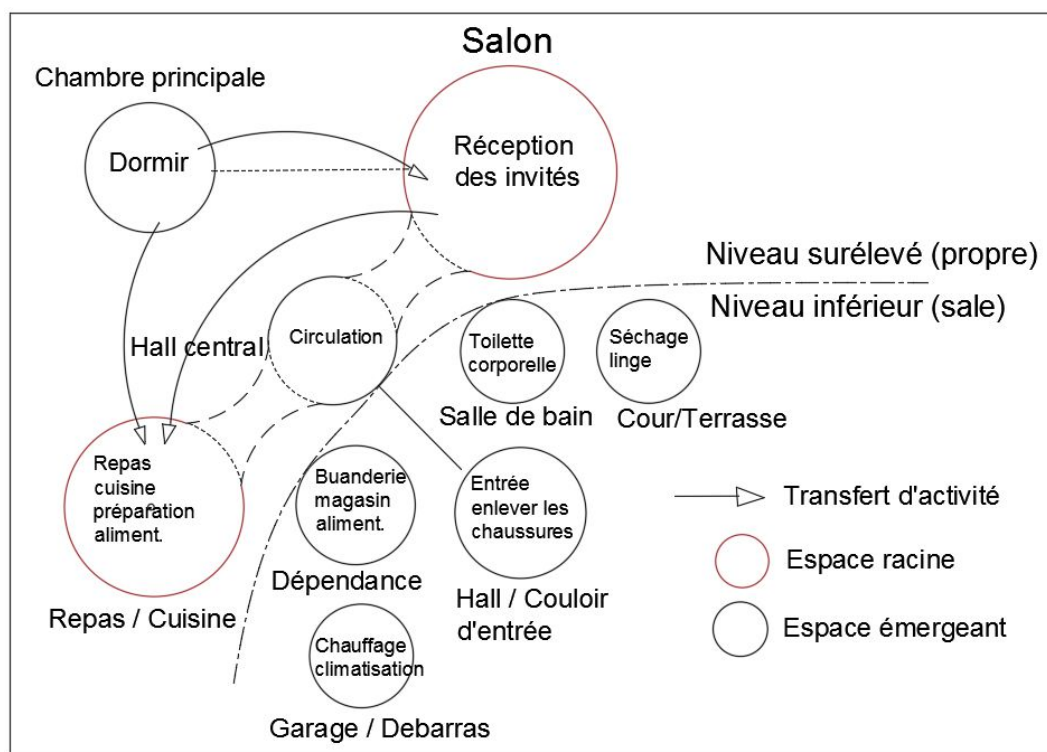 Salon
Chambre principale
Dormir
Réception
des invités
Niveau surélevé (propre)
Niveau inférieur (sale)
Hall central
Circulation
Toilette
corporelle
Séchage
linge
Salle de bain
Cour/Terrasse
Repas
cuisine
préparation
aliment.
Buanderie
magasin
aliment.
Entrée
enlever les
chaussures
Transfert d'activité
Espace racine
Dépendance
Repas / Cuisine
Hall / Couloir
d'entrée
Espace émergeant
Chauffage
climatisation
Garage / Debarras